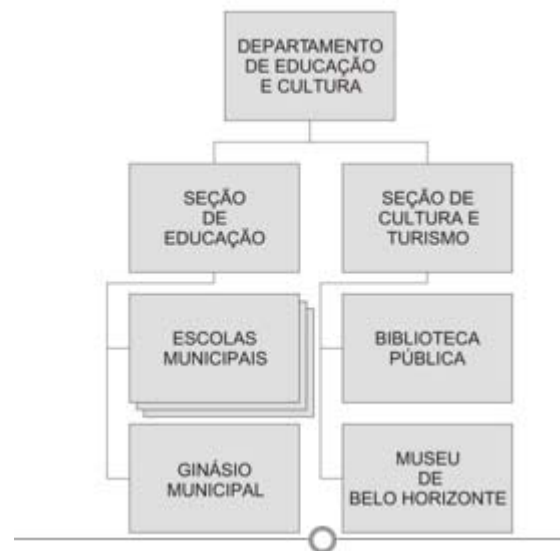 DEPARTAMENTO
DE EDUCAÇÃO
E CULTURA
SEÇÃO
DE
EDUCAÇÃO
SEÇÃO DE
CULTURA E
TURISMO
ESCOLAS
MUNICIPAIS
BIBLIOTECA
PÚBLICA
GINÁSIO
MUNICIPAL
MUSEU
DE
BELO HORIZONTE